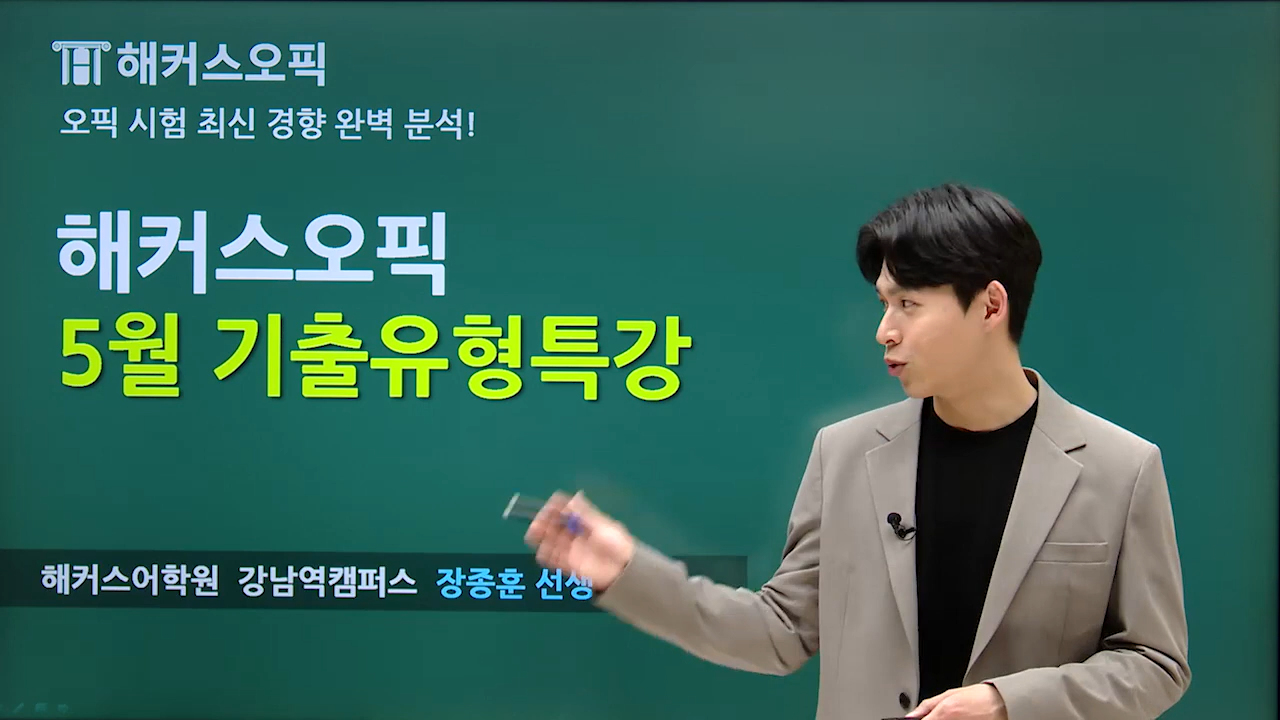 해커스오픽
오픽 시험 최신 경향 완벽 분석!
해커스오픽
5월 기출유형특강
해커스어학원 강남역캠퍼스 장종훈 선생